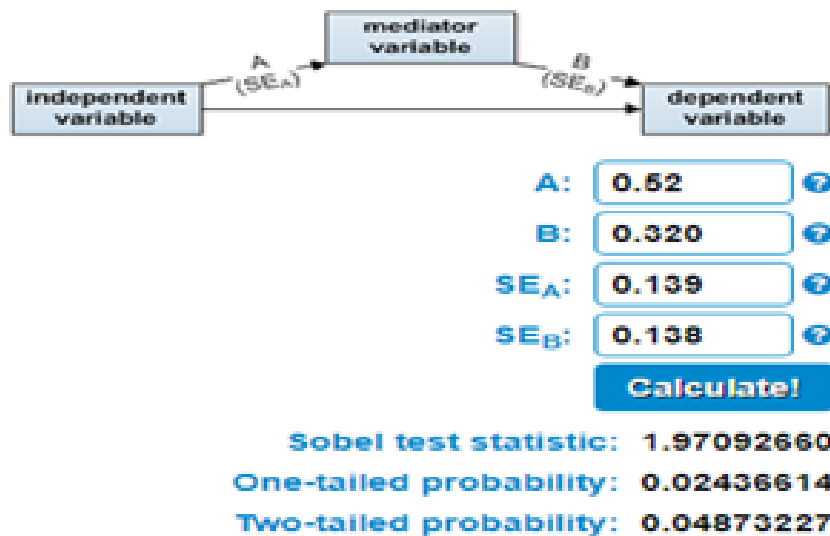 mediator
variable
A
(SEA)
B
(SEB)
independent
variable
dependent
variable
A: 0.52 ?
B: 0.320 ?
SEA: 0.139 ?
SEB: 0.138 ?
Calculate!
Sobel test statistic: 1.97092660
One-tailed probability: 0.02436614
Two-tailed probability: 0.04873227